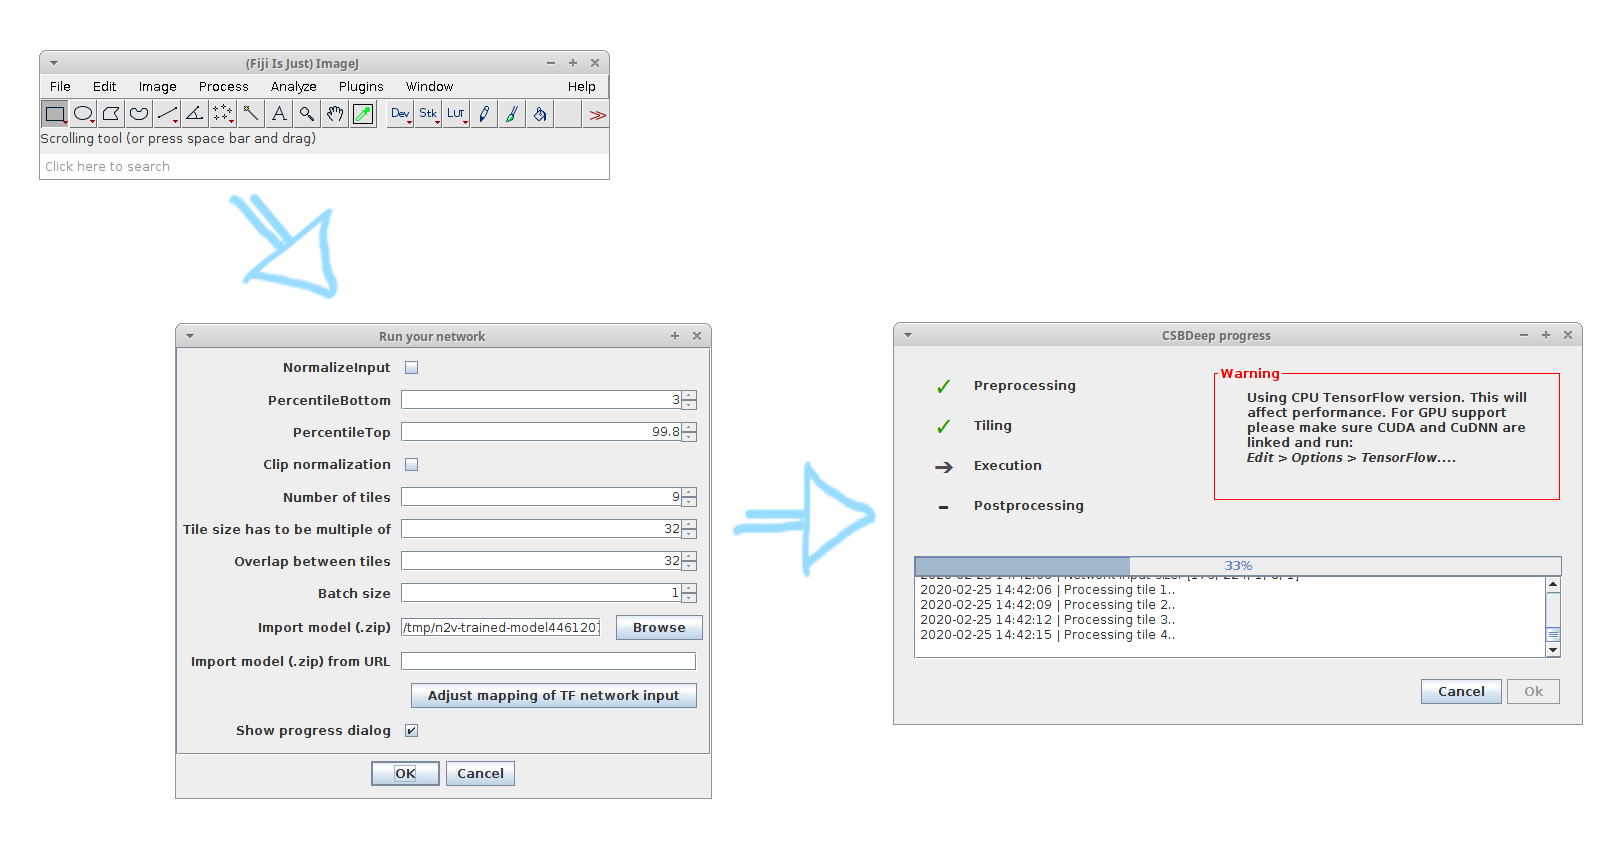 (Fiji Is Just) ImageJ
File Edit Image Process Analyze Plugins Window Help
Dev Stk LUT
Scrolling tool (or press space bar and drag)
Click here to search
Run your network
NormalizeInput
PercentileBottom 3
PercentileTop 99.8
Clip normalization
Number of tiles 9
Tile size has to be multiple of 32
Overlap between tiles 32
Batch size 1
Import model (.zip) /tmp/n2v-trained-model4461207 Browse
Import model (.zip) from URL
Adjust mapping of TF network input
Show progress dialog
OK Cancel
CSBDeep progress
Preprocessing
Tiling
Execution
Postprocessing
Warning
Using CPU TensorFlow version. This will
affect performance. For GPU support
please make sure CUDA and CuDNN are
linked and run:
Edit > Options > TensorFlow....
33%
2020-02-25 14:42:06 | Processing tile 1..
2020-02-25 14:42:09 | Processing tile 2..
2020-02-25 14:42:12 | Processing tile 3..
2020-02-25 14:42:15 | Processing tile 4..
Cancel Ok